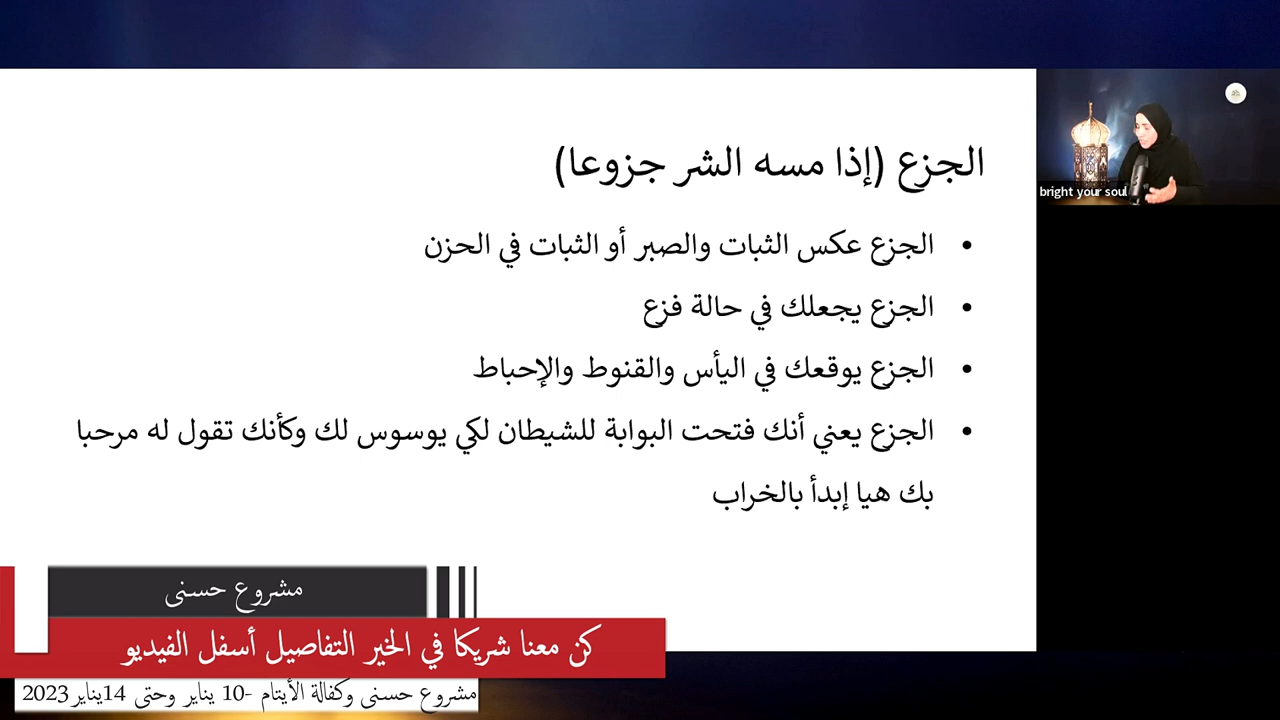 الجزع (إذا مسه الشر جزوعا)
• الجزع عكس الثبات والصبر أو الثبات في الحزن
• الجزع يجعلك في حالة فزع
• الجزع يوقعك في اليأس والقنوط والإحباط
• الجزع يعني أنك فتحت البوابة للشيطان لكي يوسوس لك وكأنك تقول له مرحبا
بك هيا إبدأ بالخراب
bright your soul
مشروع حسنى
كن معنا شريكا في الخير التفاصيل أسفل الفيديو
مشروع حسنى وكفالة الأيتام -10 يناير وحتى 14يناير2023